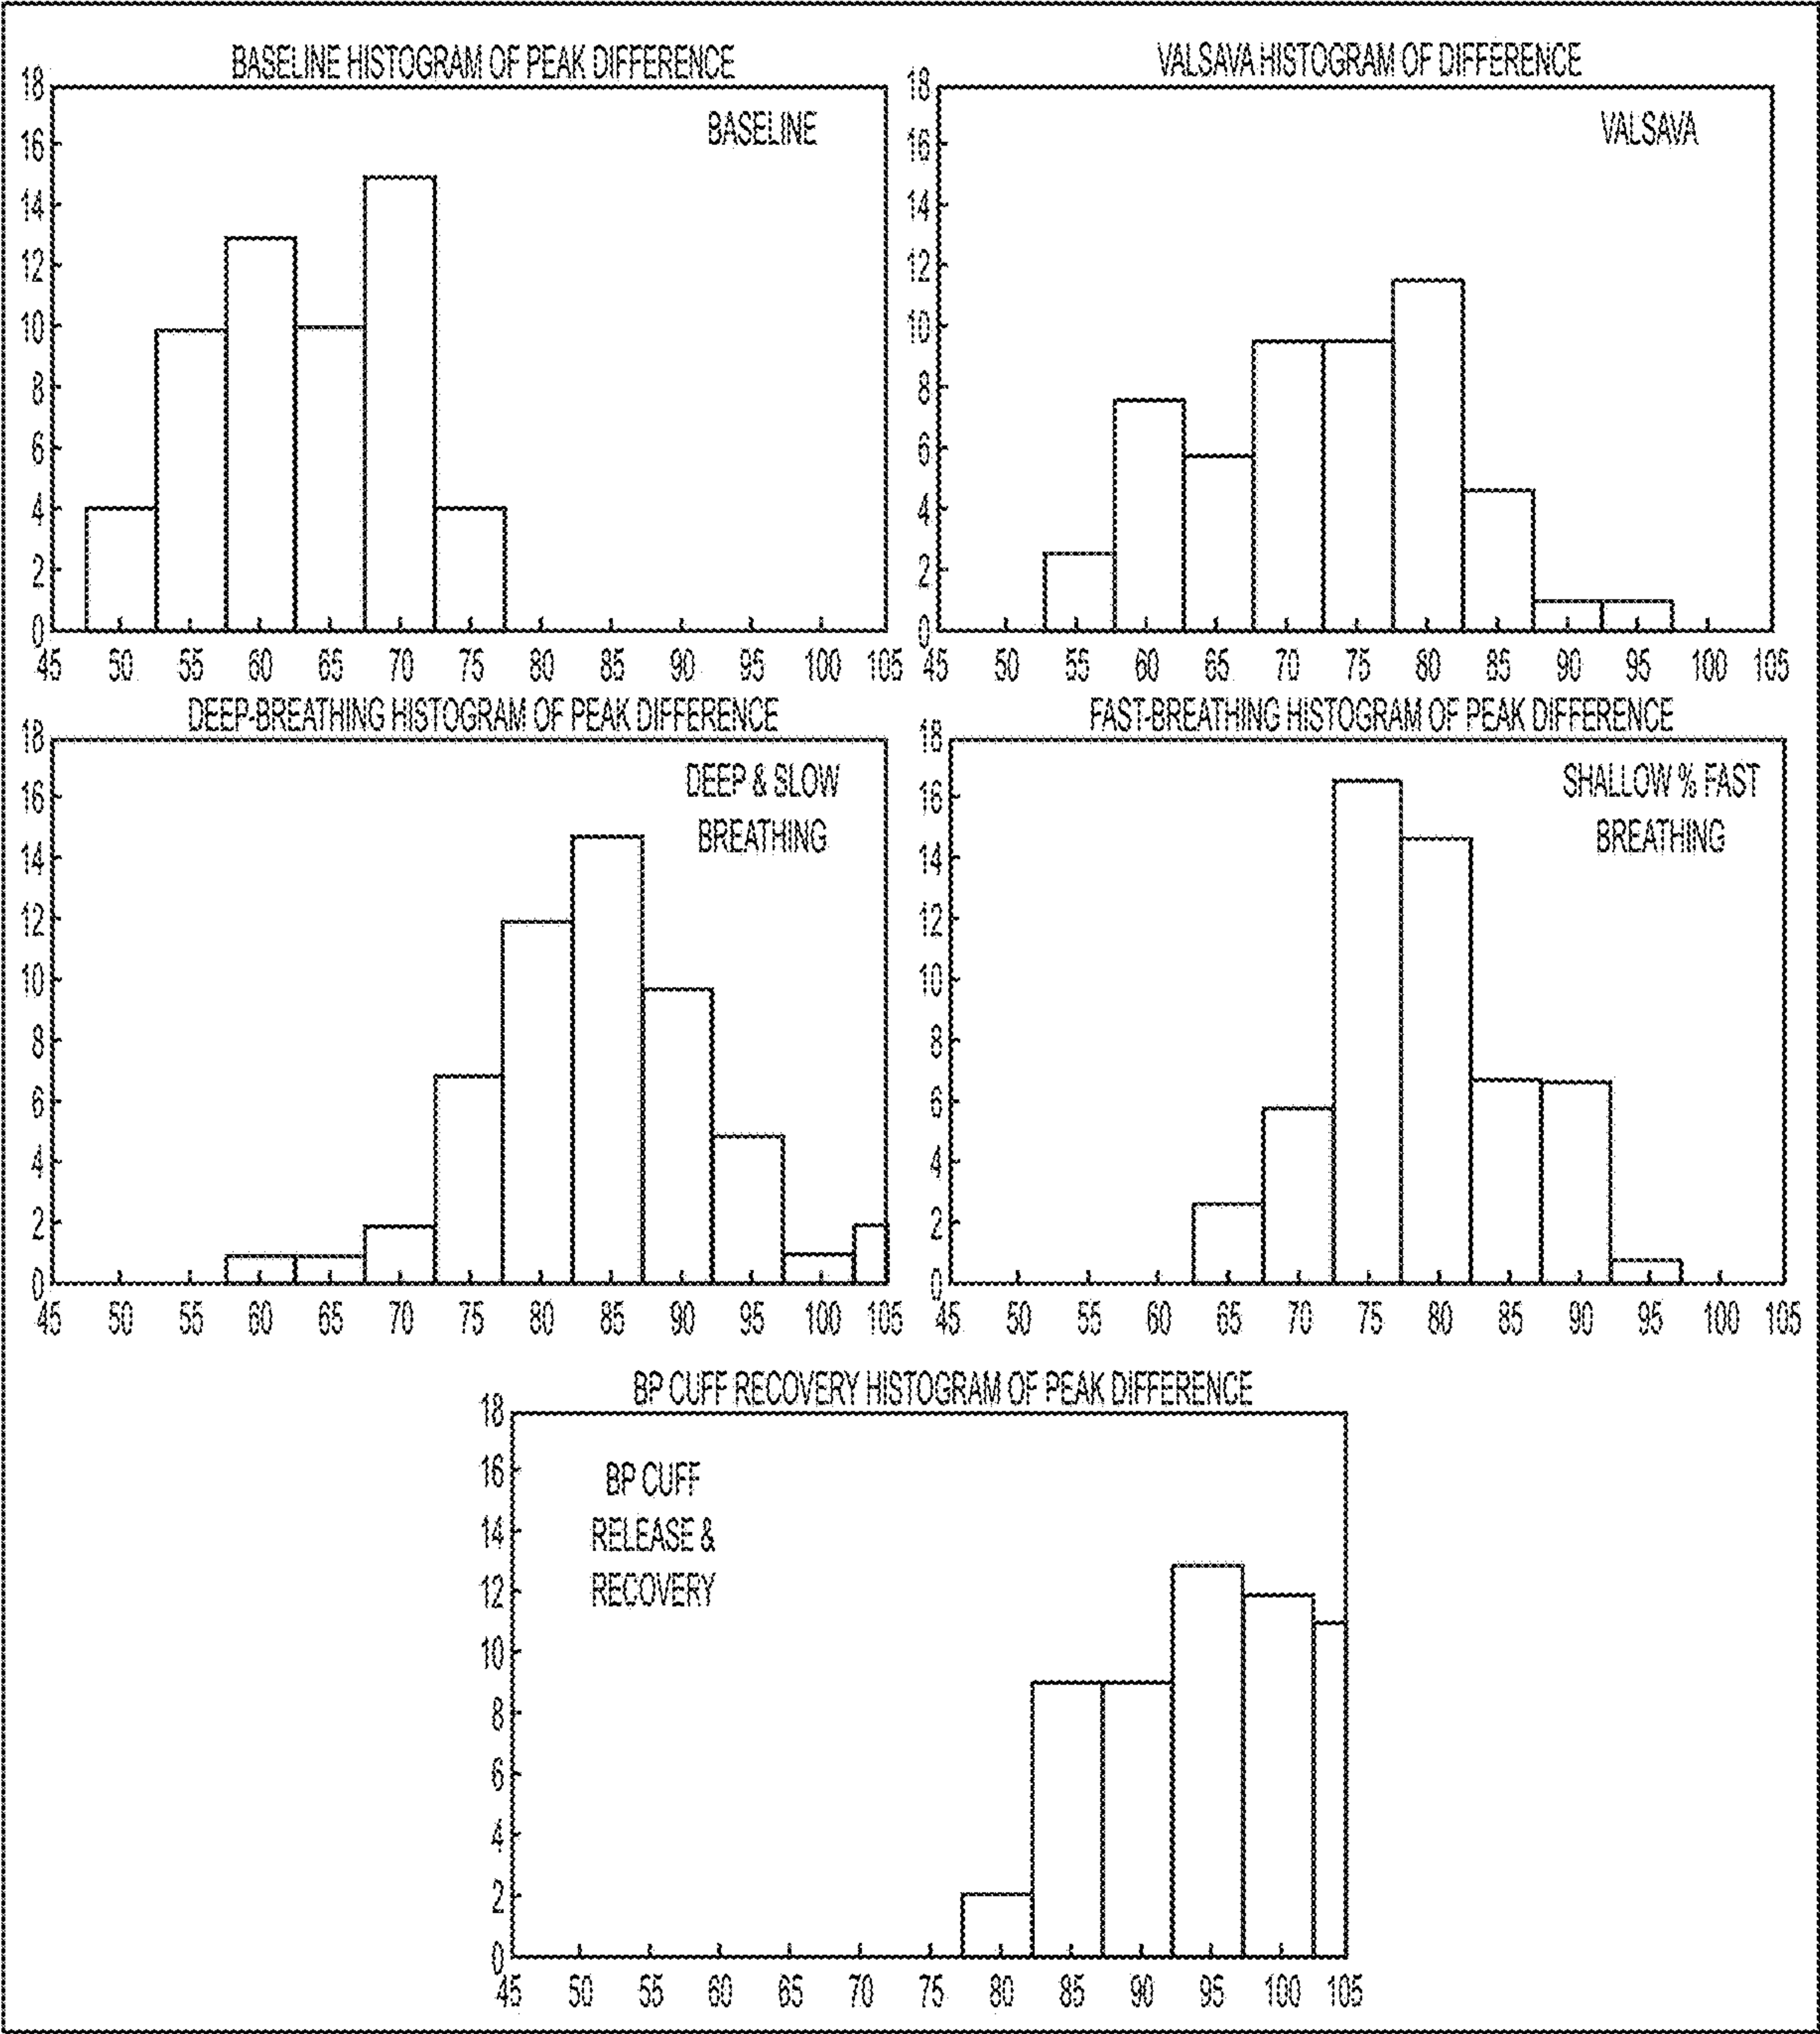 BASELINE HISTOGRAM OF PEAK DIFFERENCE
BASELINE
18
16
14
12
10
8
6
4
2
0
45 50 55 60 65 70 75 80 85 90 95 100 105
VALSAVA HISTOGRAM OF DIFFERENCE
VALSAVA
18
16
14
12
10
8
6
4
2
0
45 50 55 60 65 70 75 80 85 90 95 100 105
DEEP-BREATHING HISTOGRAM OF PEAK DIFFERENCE
DEEP & SLOW
BREATHING
18
16
14
12
10
8
6
4
2
0
45 50 55 60 65 70 75 80 85 90 95 100 105
FAST-BREATHING HISTOGRAM OF PEAK DIFFERENCE
SHALLOW % FAST
BREATHING
18
16
14
12
10
8
6
4
2
0
45 50 55 60 65 70 75 80 85 90 95 100 105
BP CUFF RECOVERY HISTOGRAM OF PEAK DIFFERENCE
BP CUFF
RELEASE &
RECOVERY
18
16
14
12
10
8
6
4
2
0
45 50 55 60 65 70 75 80 85 90 95 100 105